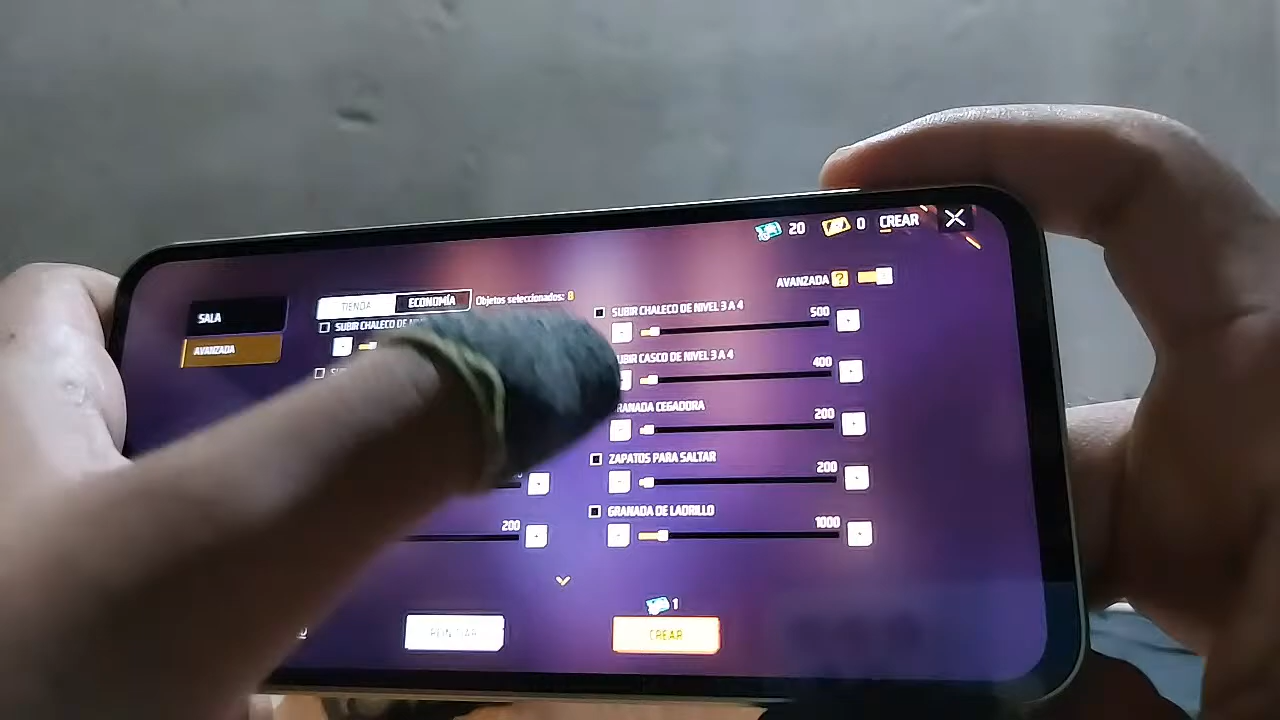 20 0 CREAR
AVANZADA ?
SALA
AVANZADA
TIENDA ECONOMÍA Objetos seleccionados: 8
SUBIR CHALECO DE
SUBIR CHALECO DE NIVEL 3 A 4 500
SUBIR CASCO DE NIVEL 3 A 4 400
GRANADA CEGADORA 200
ZAPATOS PARA SALTAR 200
200
GRANADA DE LADRILLO 1000
1
REINICIAR
CREAR